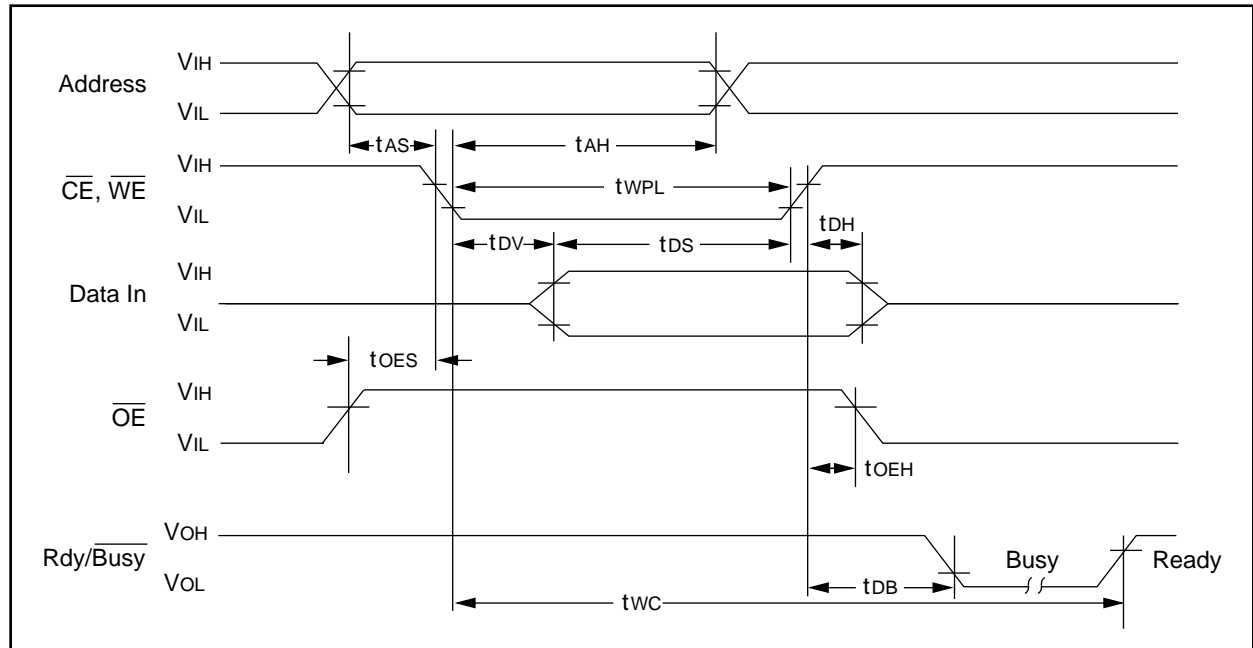 Address
VIH
VIL
tAS
tAH
CE, WE
VIH
VIL
tWPL
tDV
tDS
tDH
Data In
VIH
VIL
tOES
OE
VIH
VIL
tOEH
Rdy/Busy
VOH
VOL
Busy
Ready
tDB
tWC